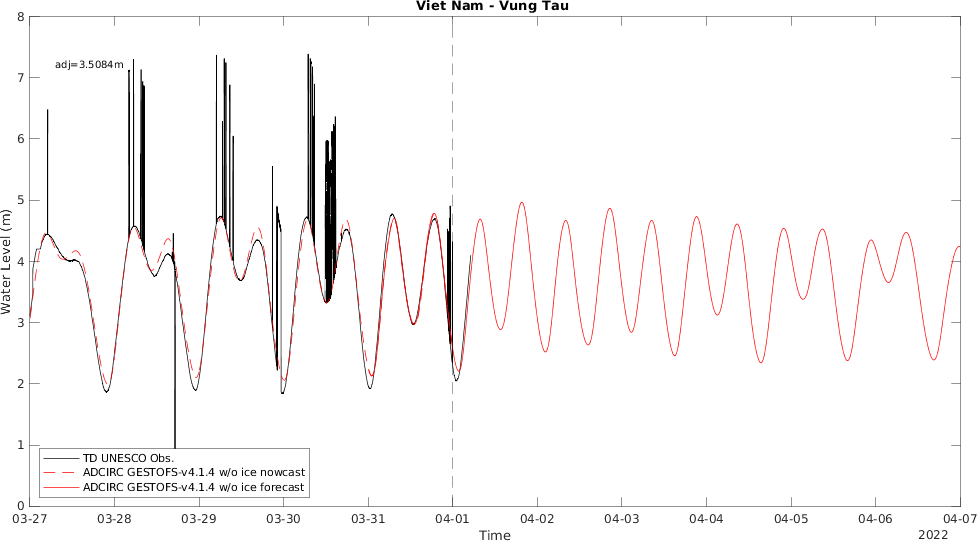 Viet Nam - Vung Tau
8
adj=3.5084m
7
6
5
4
3
2
1
0
Water Level (m)
TD UNESCO Obs.
ADCIRC GESTOFS-v4.1.4 w/o ice nowcast
ADCIRC GESTOFS-v4.1.4 w/o ice forecast
03-27 03-28 03-29 03-30 03-31 04-01 04-02 04-03 04-04 04-05 04-06 04-07
Time
2022